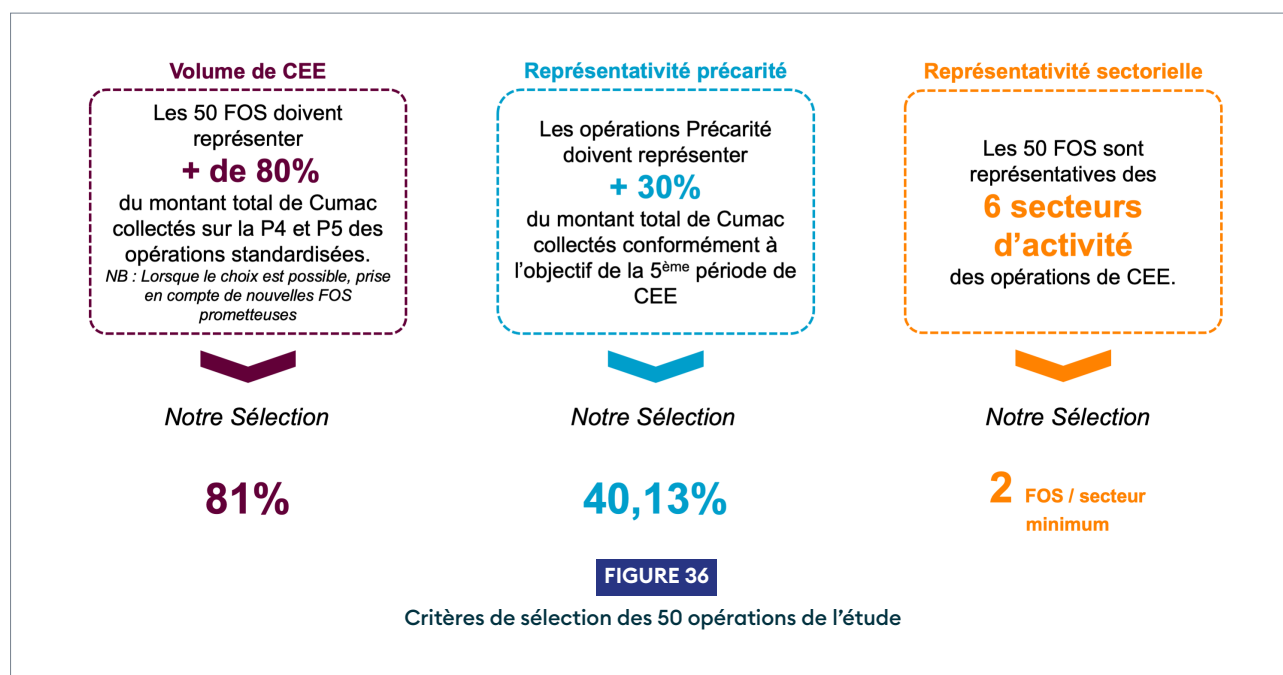 Volume de CEE
Les 50 FOS doivent
représenter
+ de 80%
du montant total de Cumac
collectés sur la P4 et P5 des
opérations standardisées.
NB : Lorsque le choix est possible, prise
en compte de nouvelles FOS
prometteuses
Notre Sélection
81%
Représentativité précarité
Les opérations Précarité
doivent représenter
+ 30%
du montant total de Cumac
collectés conformément à
l’objectif de la 5ème période de
CEE
Notre Sélection
40,13%
Représentativité sectorielle
Les 50 FOS sont
représentatives des
6 secteurs
d’activité
des opérations de CEE.
Notre Sélection
2 FOS / secteur
minimum
FIGURE 36
Critères de sélection des 50 opérations de l’étude